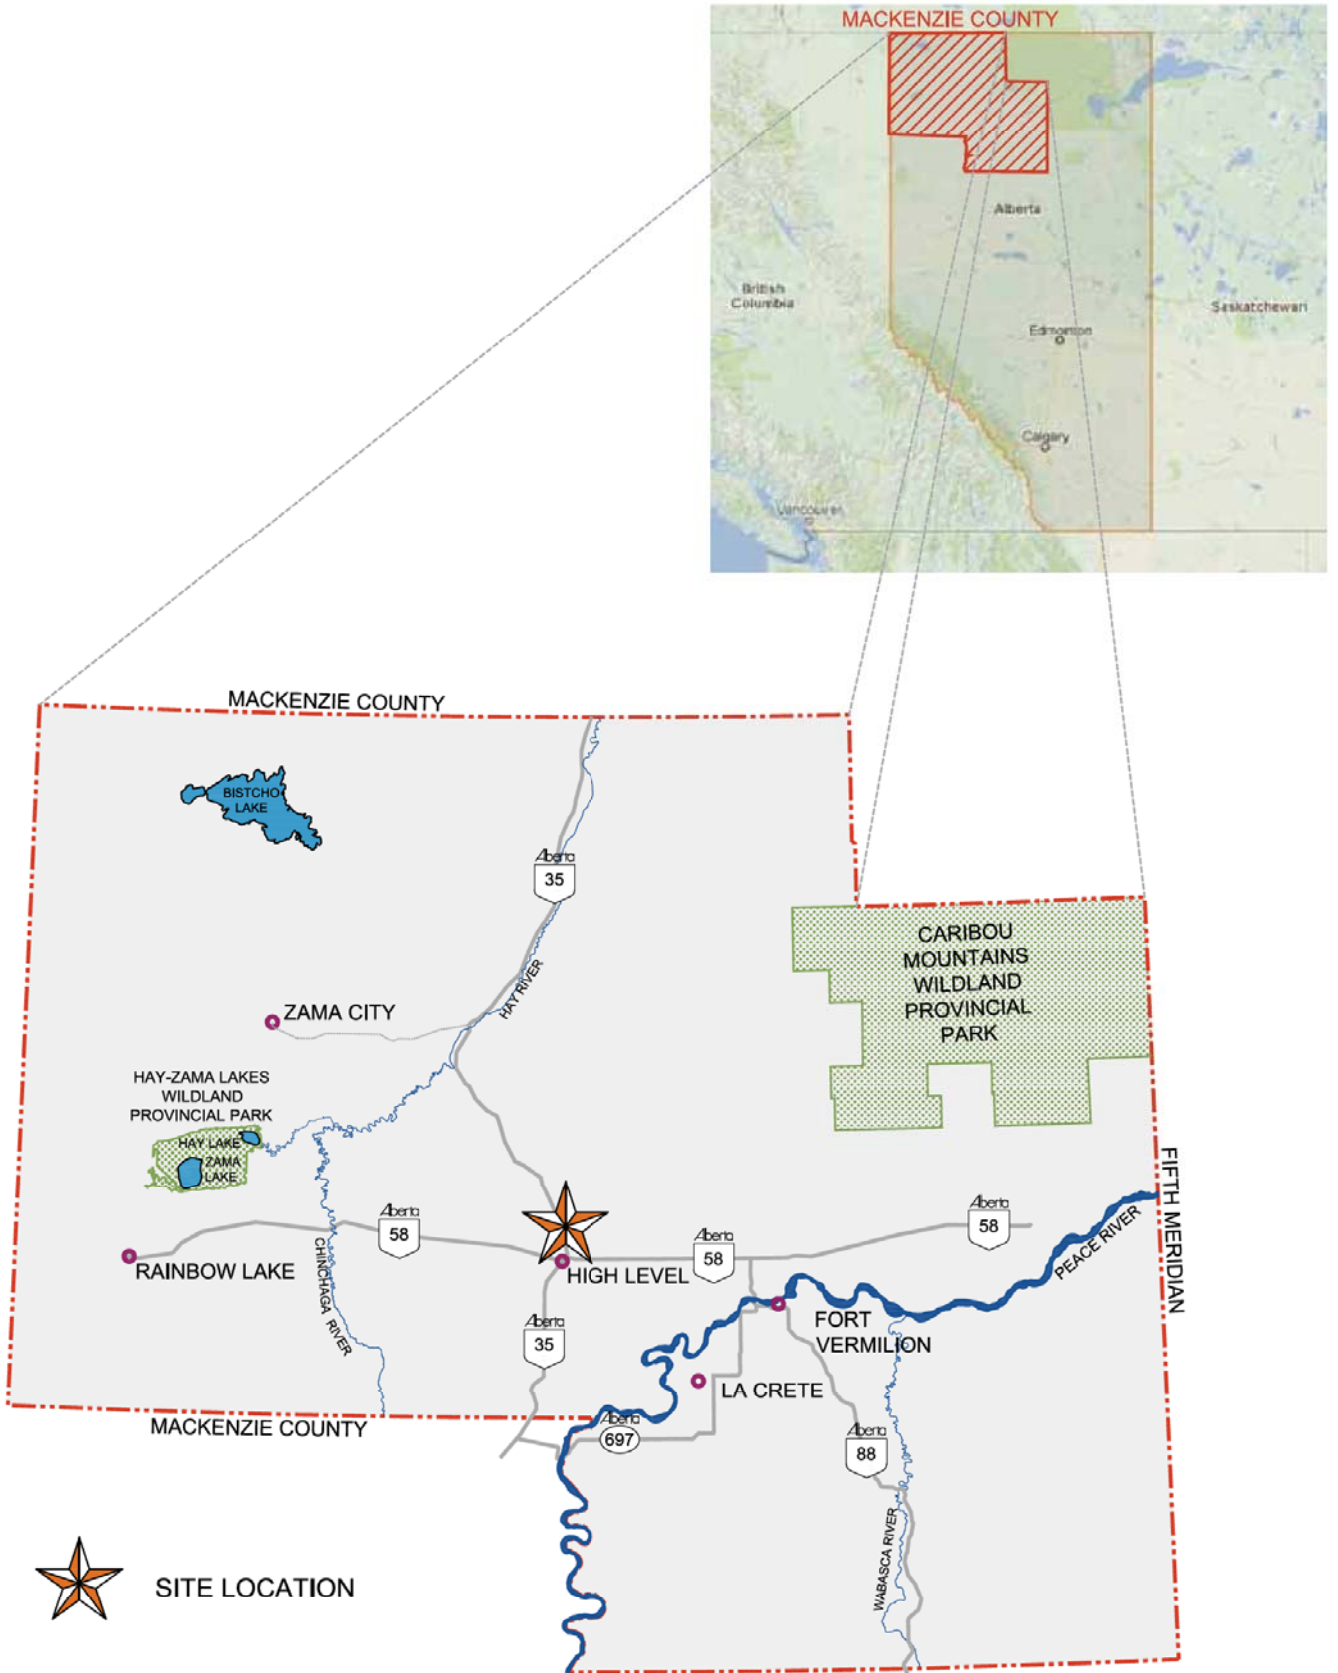 MACKENZIE COUNTY
Alberta
British
Columbia
Saskatchewan
Edmonton
Calgary
Vancouver
MACKENZIE COUNTY
BISTCHO
LAKE
Alberta
35
CARIBOU
MOUNTAINS
WILDLAND
PROVINCIAL
PARK
HAY RIVER
ZAMA CITY
HAY-ZAMA LAKES
WILDLAND
PROVINCIAL PARK
HAY LAKE
ZAMA
LAKE
FIFTH MERIDIAN
Alberta
58
Alberta
58
Alberta
58
PEACE RIVER
RAINBOW LAKE
CHINCHAGA RIVER
HIGH LEVEL
FORT
VERMILION
Alberta
35
LA CRETE
MACKENZIE COUNTY
Alberta
697
Alberta
88
WABASCA RIVER
SITE LOCATION